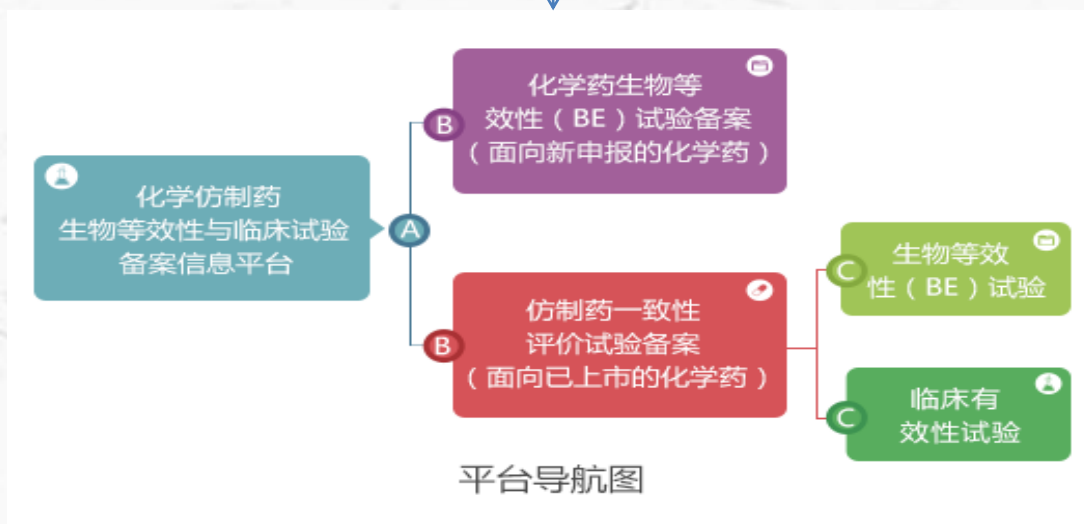 化学药生物等
效性（BE）试验备案
（面向新申报的化学药）
B
化学仿制药
生物等效性与临床试验
备案信息平台
A
仿制药一致性
评价试验备案
（面向已上市的化学药）
B
生物等效
性（BE）试验
C
临床有
效性试验
C
平台导航图